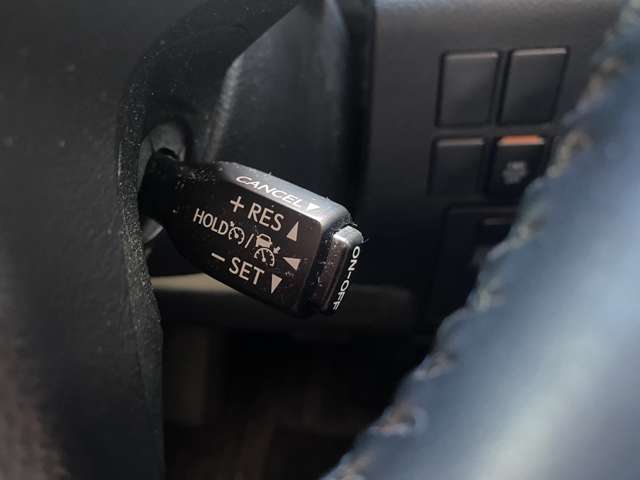 CANCEL
+ RES
HOLD /
− SET
ON-OFF